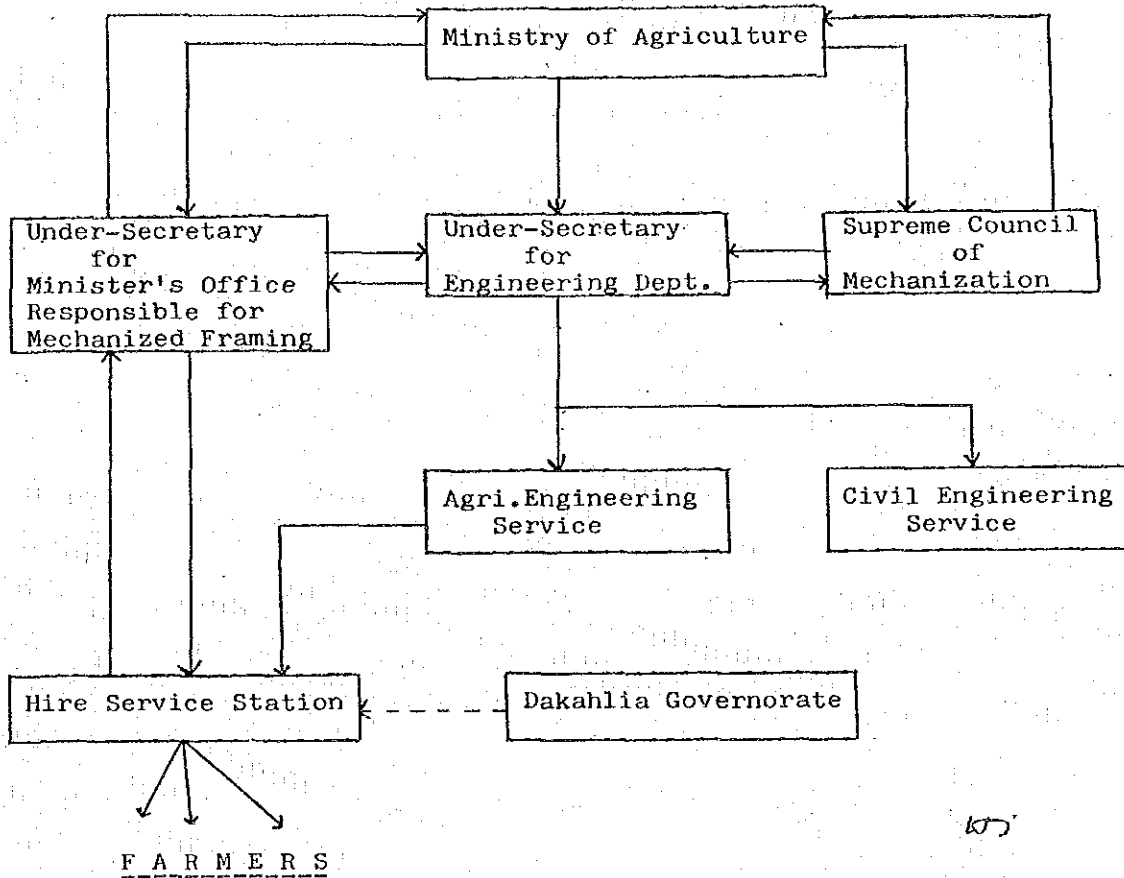 Ministry of Agriculture
Under-Secretary
for
Minister's Office
Responsible for
Mechanized Framing
Under-Secretary
for
Engineering Dept.
Supreme Council
of
Mechanization
Agri.Engineering
Service
Civil Engineering
Service
Hire Service Station
Dakahlia Governorate
F A R M E R S